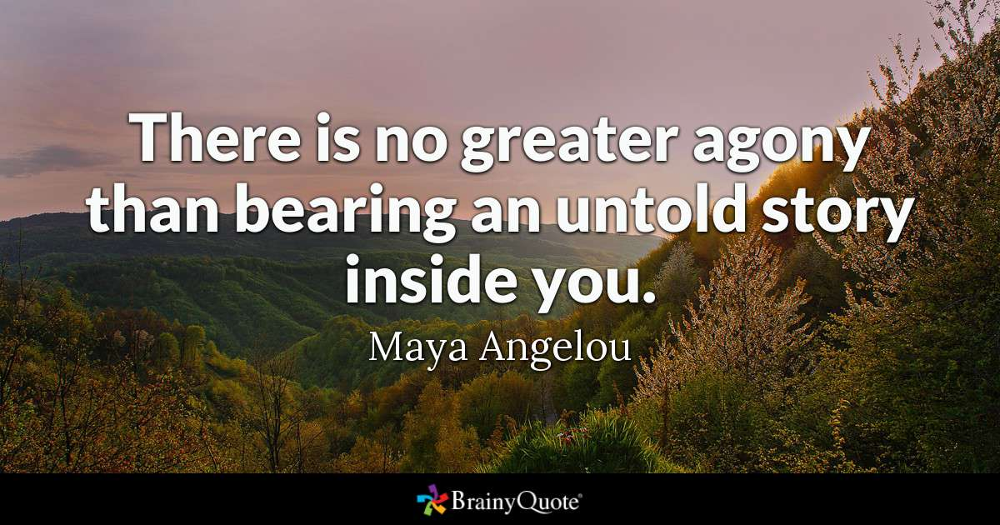 There is no greater agony
than bearing an untold story
inside you.
Maya Angelou
BrainyQuote®